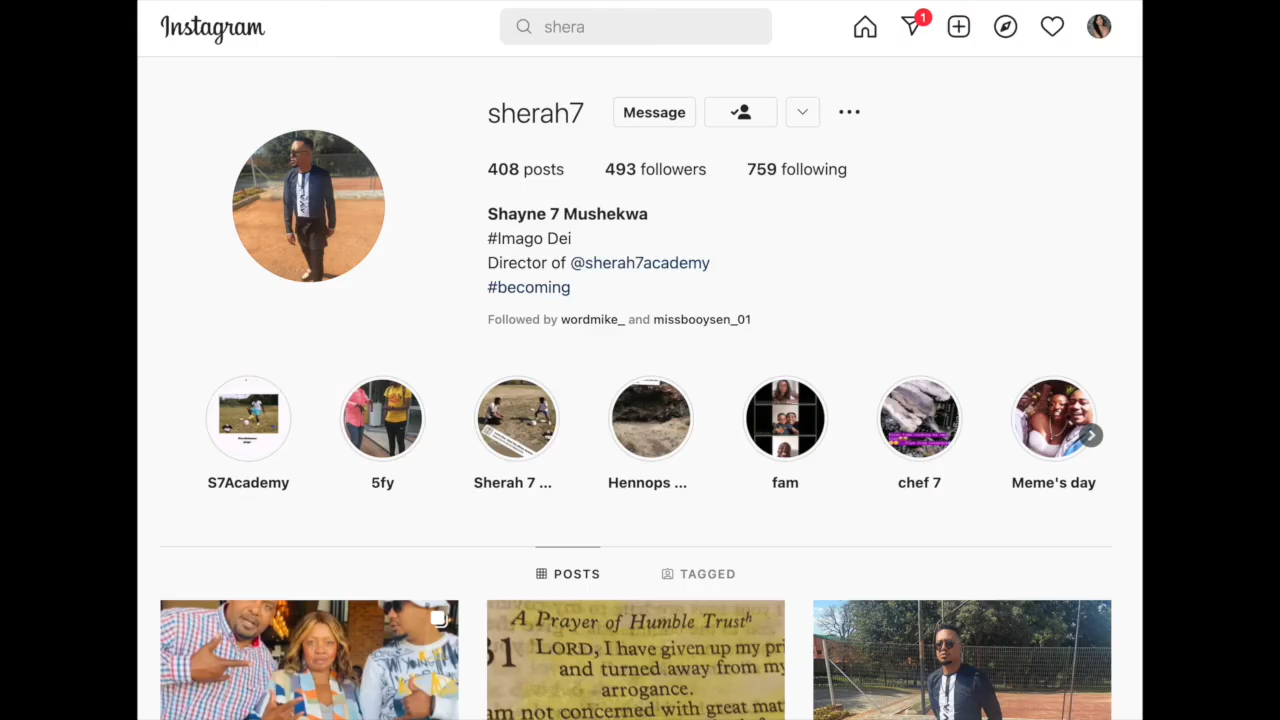 Instagram
shera
1
sherah7
Message
408 posts 493 followers 759 following
Shayne 7 Mushekwa
#Imago Dei
Director of @sherah7academy
#becoming
Followed by wordmike_ and missbooysen_01
S7Academy
5fy
Sherah 7 ...
Hennops ...
fam
chef 7
Meme's day
POSTS
TAGGED
A Prayer of Humble Trust
31 LORD, I have given up my pri
and turned away from my
arrogance.
am not concerned with great mat